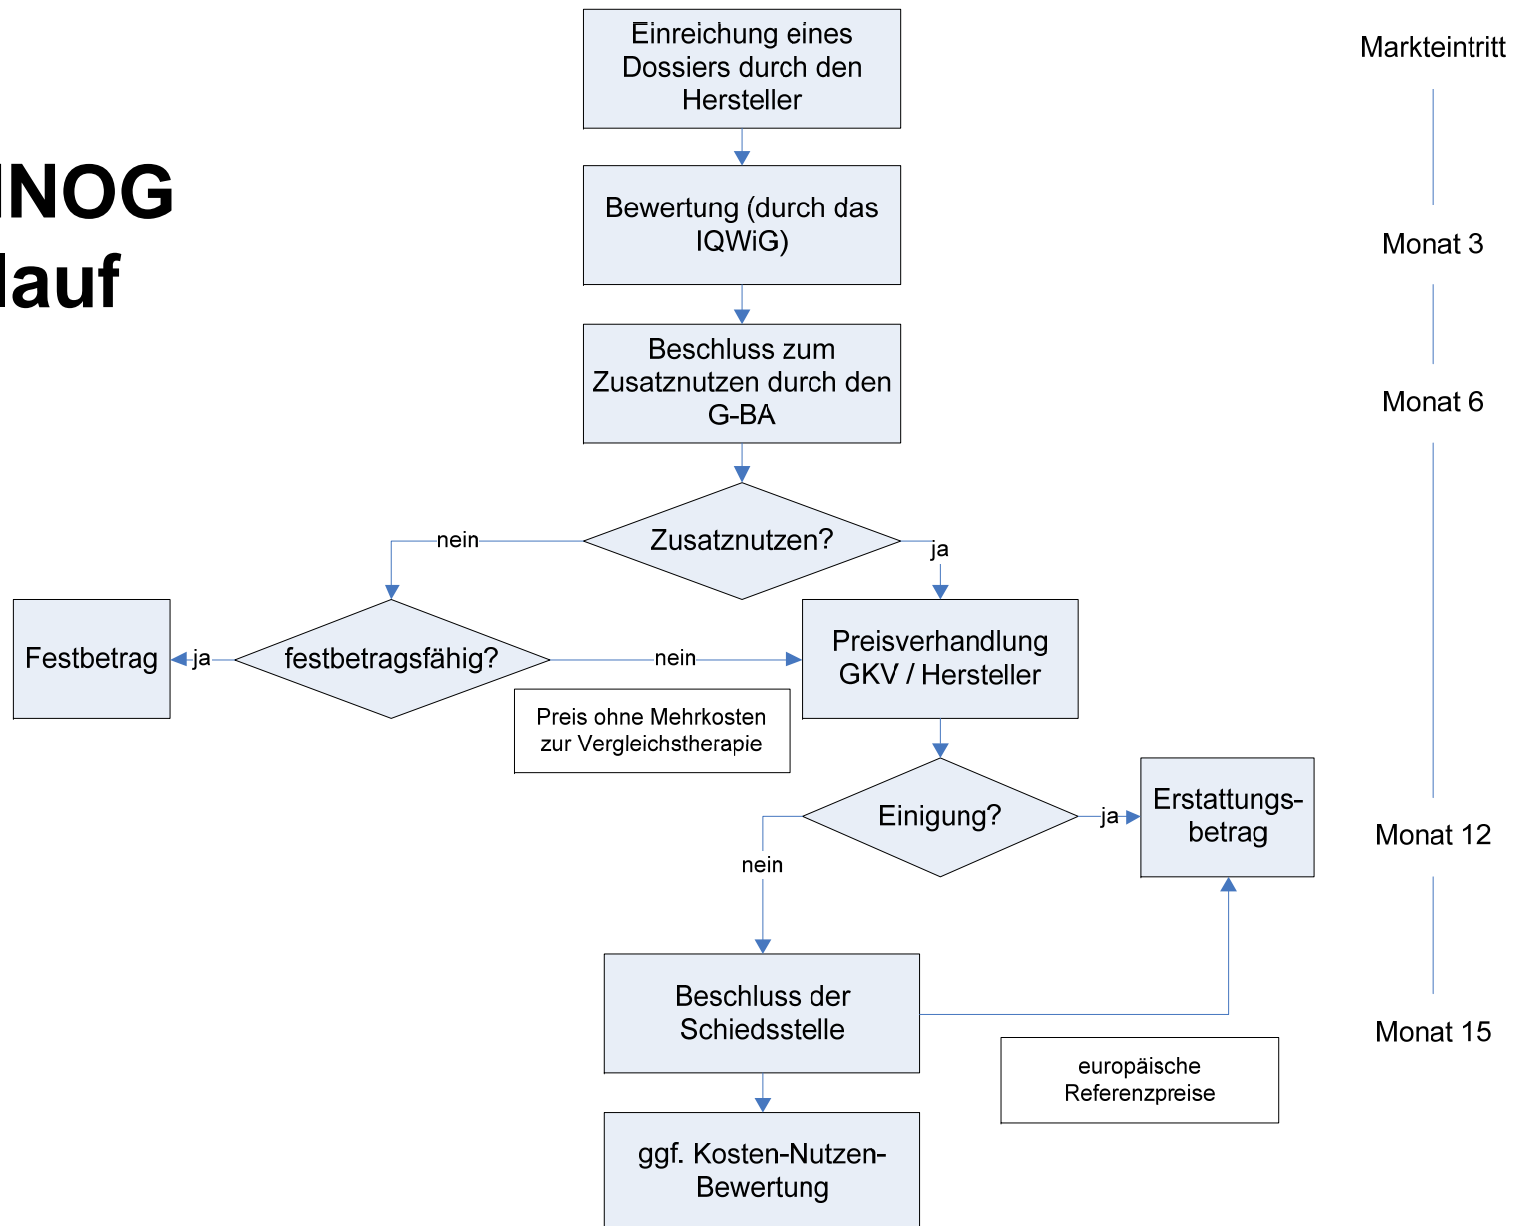 Einreichung eines
Dossiers durch den
Hersteller
Markteintritt
NOG
lauf
Bewertung (durch das
IQWiG)
Monat 3
Beschluss zum
Zusatznutzen durch den
G-BA
Monat 6
Zusatznutzen?
nein
ja
Festbetrag
ja
festbetragsfähig?
nein
Preisverhandlung
GKV / Hersteller
Preis ohne Mehrkosten
zur Vergleichstherapie
Einigung?
ja
Erstattungs-
betrag
Monat 12
nein
Beschluss der
Schiedsstelle
Monat 15
europäische
Referenzpreise
ggf. Kosten-Nutzen-
Bewertung